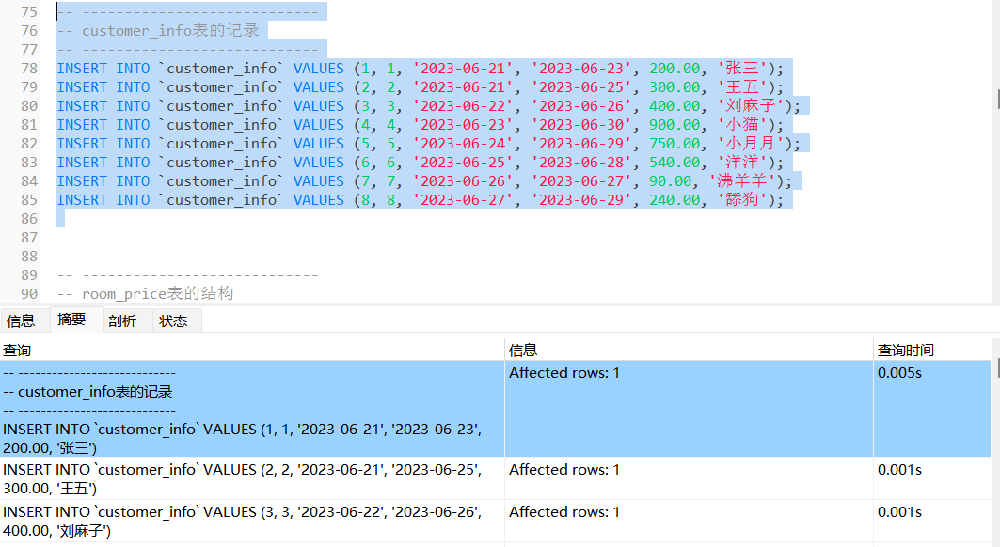 75 -- ----------------------------
76 -- customer_info表的记录
77 -- ----------------------------
78 INSERT INTO `customer_info` VALUES (1, 1, '2023-06-21', '2023-06-23', 200.00, '张三');
79 INSERT INTO `customer_info` VALUES (2, 2, '2023-06-21', '2023-06-25', 300.00, '王五');
80 INSERT INTO `customer_info` VALUES (3, 3, '2023-06-22', '2023-06-26', 400.00, '刘麻子');
81 INSERT INTO `customer_info` VALUES (4, 4, '2023-06-23', '2023-06-30', 900.00, '小猫');
82 INSERT INTO `customer_info` VALUES (5, 5, '2023-06-24', '2023-06-29', 750.00, '小月月');
83 INSERT INTO `customer_info` VALUES (6, 6, '2023-06-25', '2023-06-28', 540.00, '洋洋');
84 INSERT INTO `customer_info` VALUES (7, 7, '2023-06-26', '2023-06-27', 90.00, '沸羊羊');
85 INSERT INTO `customer_info` VALUES (8, 8, '2023-06-27', '2023-06-29', 240.00, '舔狗');
86
87
88
89 -- ----------------------------
90 -- room_price表的结构
信息 摘要 剖析 状态
查询 信息 查询时间
-- ---------------------------- Affected rows: 1 0.005s
-- customer_info表的记录
-- ----------------------------
INSERT INTO `customer_info` VALUES (1, 1, '2023-06-21', '2023-06-23',
200.00, '张三')
INSERT INTO `customer_info` VALUES (2, 2, '2023-06-21', '2023-06-25', Affected rows: 1 0.001s
300.00, '王五')
INSERT INTO `customer_info` VALUES (3, 3, '2023-06-22', '2023-06-26', Affected rows: 1 0.001s
400.00, '刘麻子')